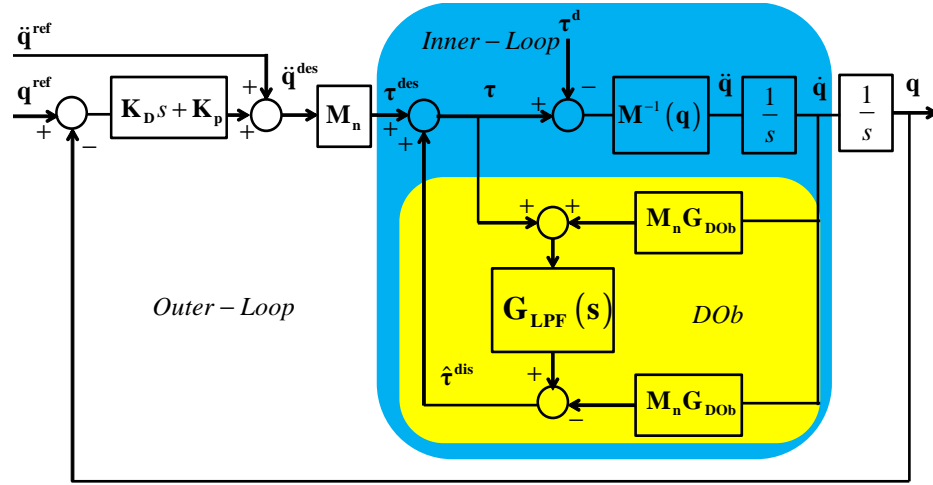 q̈^ref
Inner – Loop
τ^d
q^ref
+
−
K_D s + K_p
+
+
q̈^des
M_n
τ^des
+
+
τ
+
−
M^{-1}(q)
q̈
1/s
q̇
1/s
q
+
+
M_n G_DOb
G_LPF(s)
DOb
Outer – Loop
τ̂^dis
+
−
M_n G_DOb